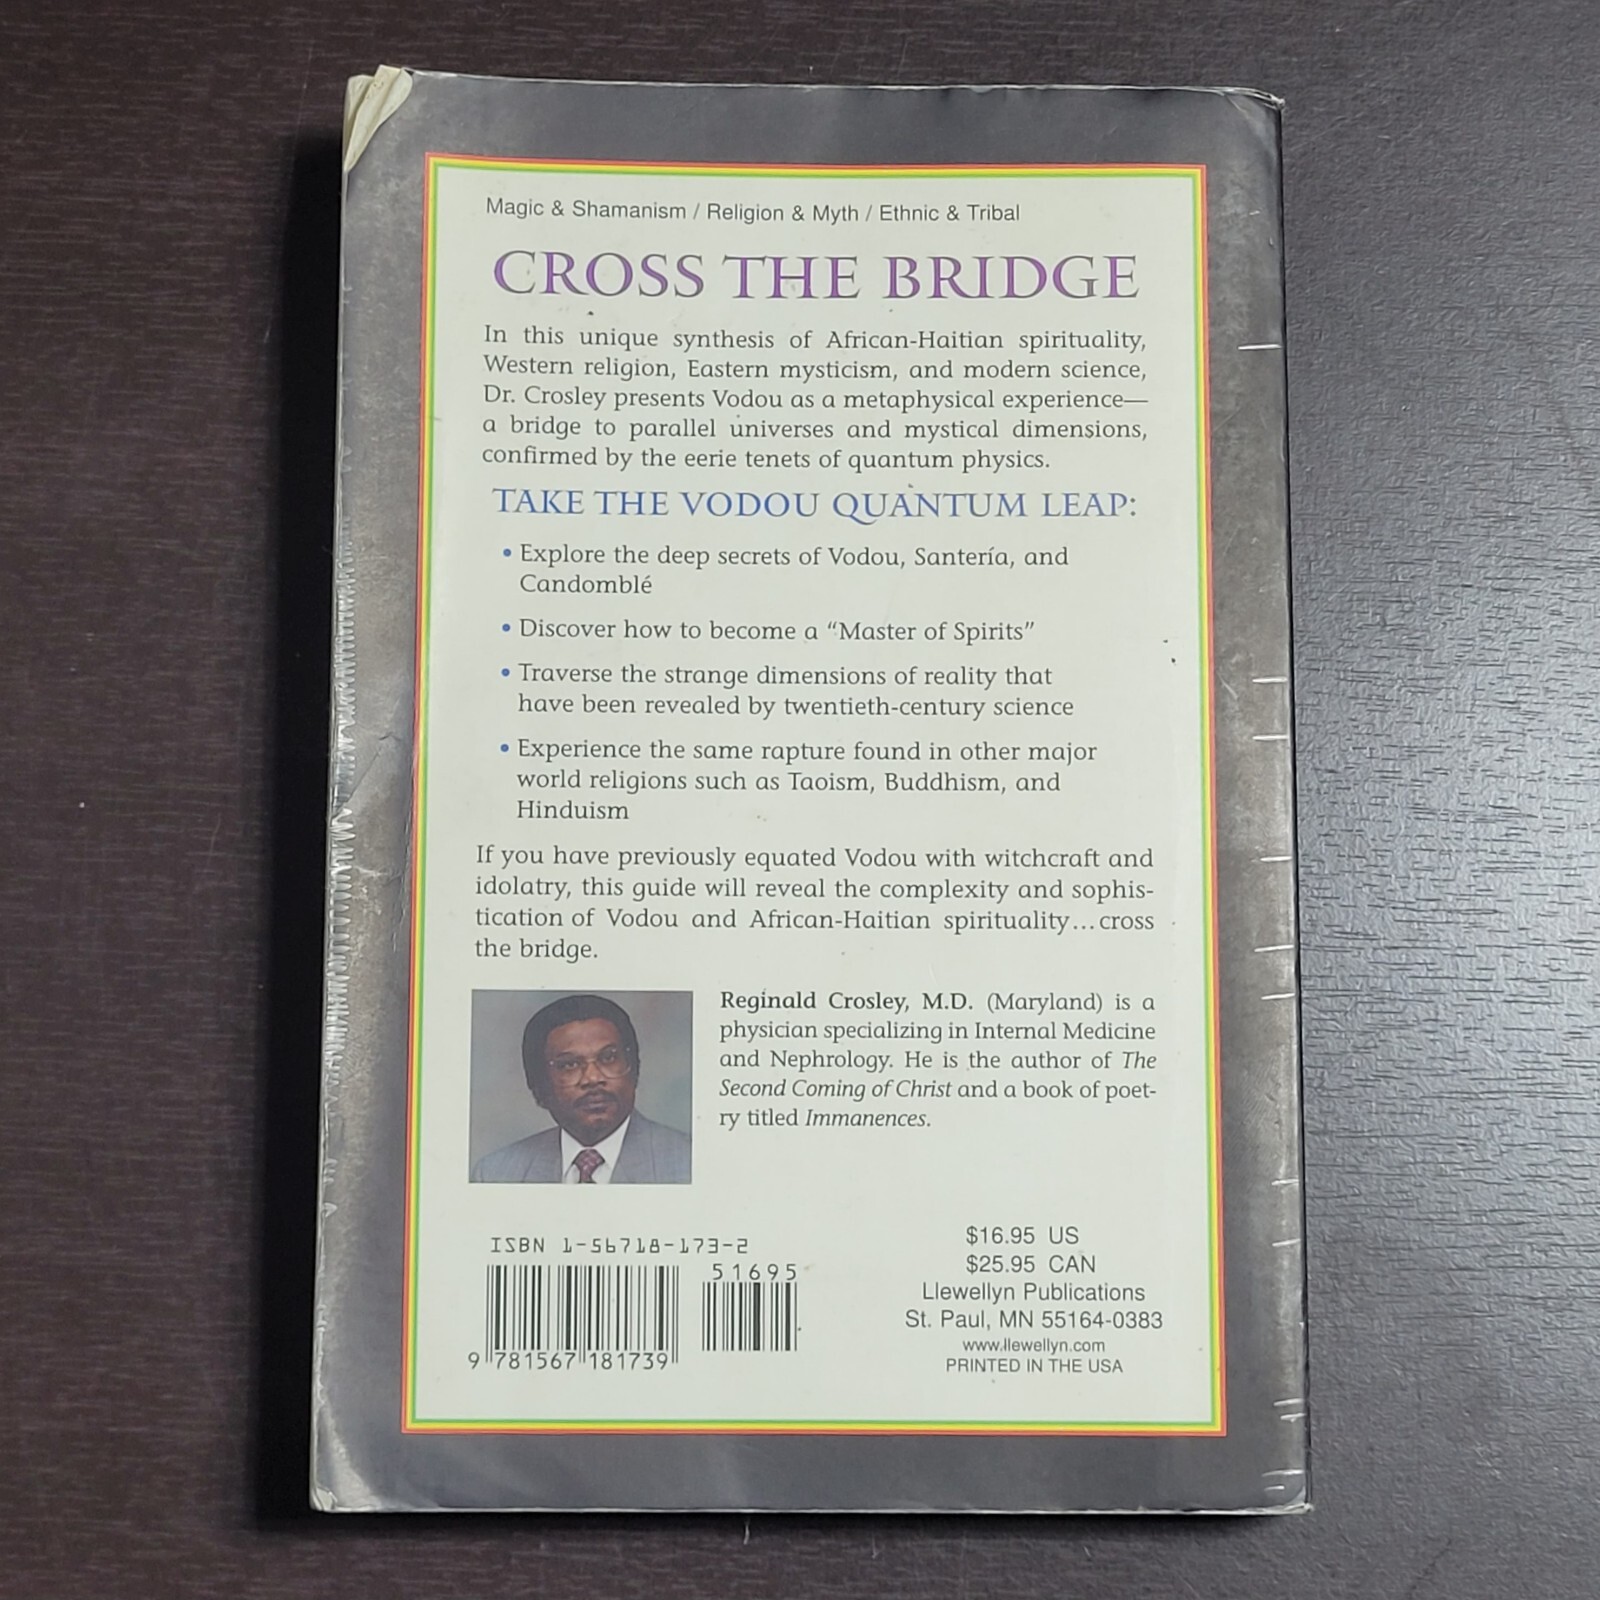 Magic & Shamanism / Religion & Myth / Ethnic & Tribal
CROSS THE BRIDGE
In this unique synthesis of African-Haitian spirituality,
Western religion, Eastern mysticism, and modern science,
Dr. Crosley presents Vodou as a metaphysical experience—
a bridge to parallel universes and mystical dimensions,
confirmed by the eerie tenets of quantum physics.
TAKE THE VODOU QUANTUM LEAP:
• Explore the deep secrets of Vodou, Santería, and
Candomblé
• Discover how to become a “Master of Spirits”
• Traverse the strange dimensions of reality that
have been revealed by twentieth-century science
• Experience the same rapture found in other major
world religions such as Taoism, Buddhism, and
Hinduism
If you have previously equated Vodou with witchcraft and
idolatry, this guide will reveal the complexity and sophis-
tication of Vodou and African-Haitian spirituality...cross
the bridge.
Reginald Crosley, M.D. (Maryland) is a
physician specializing in Internal Medicine
and Nephrology. He is the author of The
Second Coming of Christ and a book of poet-
ry titled Immanences.
ISBN 1-56718-173-2
51695
9 781567 181739
$16.95 US
$25.95 CAN
Llewellyn Publications
St. Paul, MN 55164-0383
www.llewellyn.com
PRINTED IN THE USA